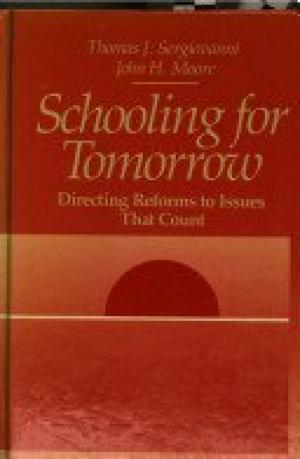 Thomas J. Sergiovanni
John H. Moore
Schooling for
Tomorrow
Directing Reforms to Issues
That Count